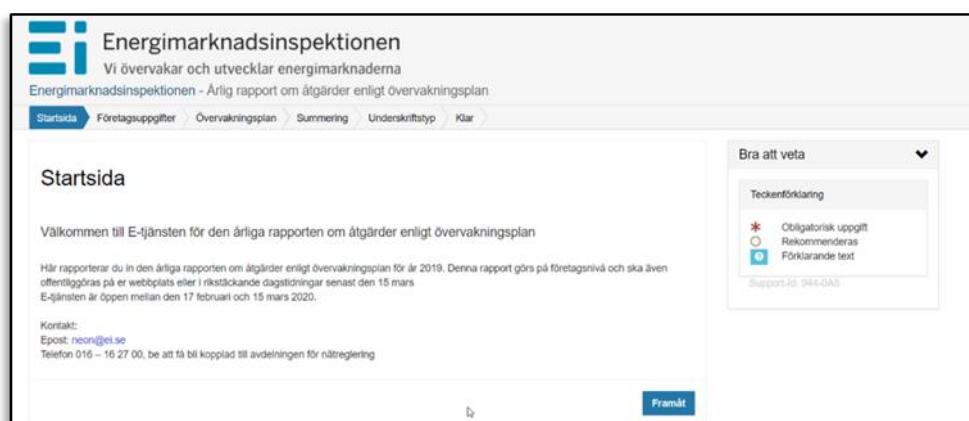 Energimarknadsinspektionen
Vi övervakar och utvecklar energimarknaderna
Energimarknadsinspektionen - Årlig rapport om åtgärder enligt övervakningsplan
Startsida Företagsuppgifter Övervakningsplan Summering Underskriftstyp Klar
Startsida
Välkommen till E-tjänsten för den årliga rapporten om åtgärder enligt övervakningsplan
Här rapporterar du in den årliga rapporten om åtgärder enligt övervakningsplan för år 2019. Denna rapport görs på företagsnivå och ska även
offentliggöras på er webbplats eller i rikstäckande dagstidningar senast den 15 mars
E-tjänsten är öppen mellan den 17 februari och 15 mars 2020.
Kontakt:
Epost: neon@ei.se
Telefon 016 – 16 27 00, be att få bli kopplad till avdelningen för nätreglering
Framåt
Bra att veta
Teckenförklaring
Obligatorisk uppgift
Rekommenderas
Förklarande text
Support-Id: 944-0A5